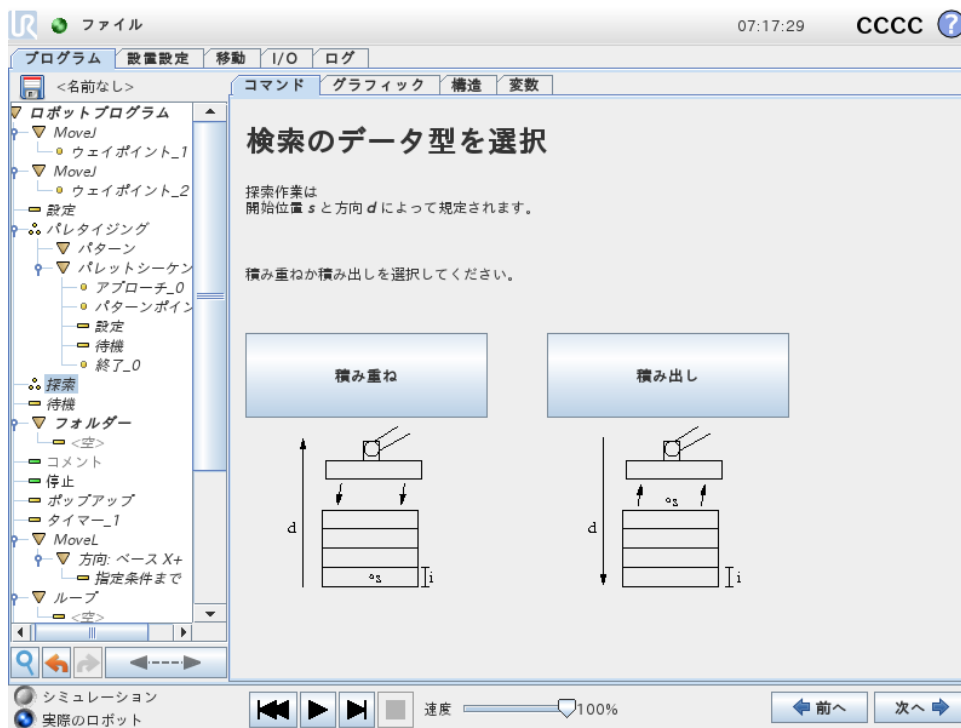 UR ファイル 07:17:29 CCCC ?
プログラム 設置設定 移動 I/O ログ
<名前なし>
コマンド グラフィック 構造 変数
ロボットプログラム
MoveJ
ウェイポイント_1
MoveJ
ウェイポイント_2
設定
パレタイジング
パターン
パレットシーケン
アプローチ_0
パターンポイン
設定
待機
終了_0
探索
待機
フォルダー
<空>
コメント
停止
ポップアップ
タイマー_1
MoveL
方向: ベース X+
指定条件まで
ループ
<空>
検索のデータ型を選択
探索作業は
開始位置 s と方向 d によって規定されます。
積み重ねか積み出しを選択してください。
積み重ね 積み出し
d
s
i
d
s
i
シミュレーション
実際のロボット
速度 100%
前へ 次へ